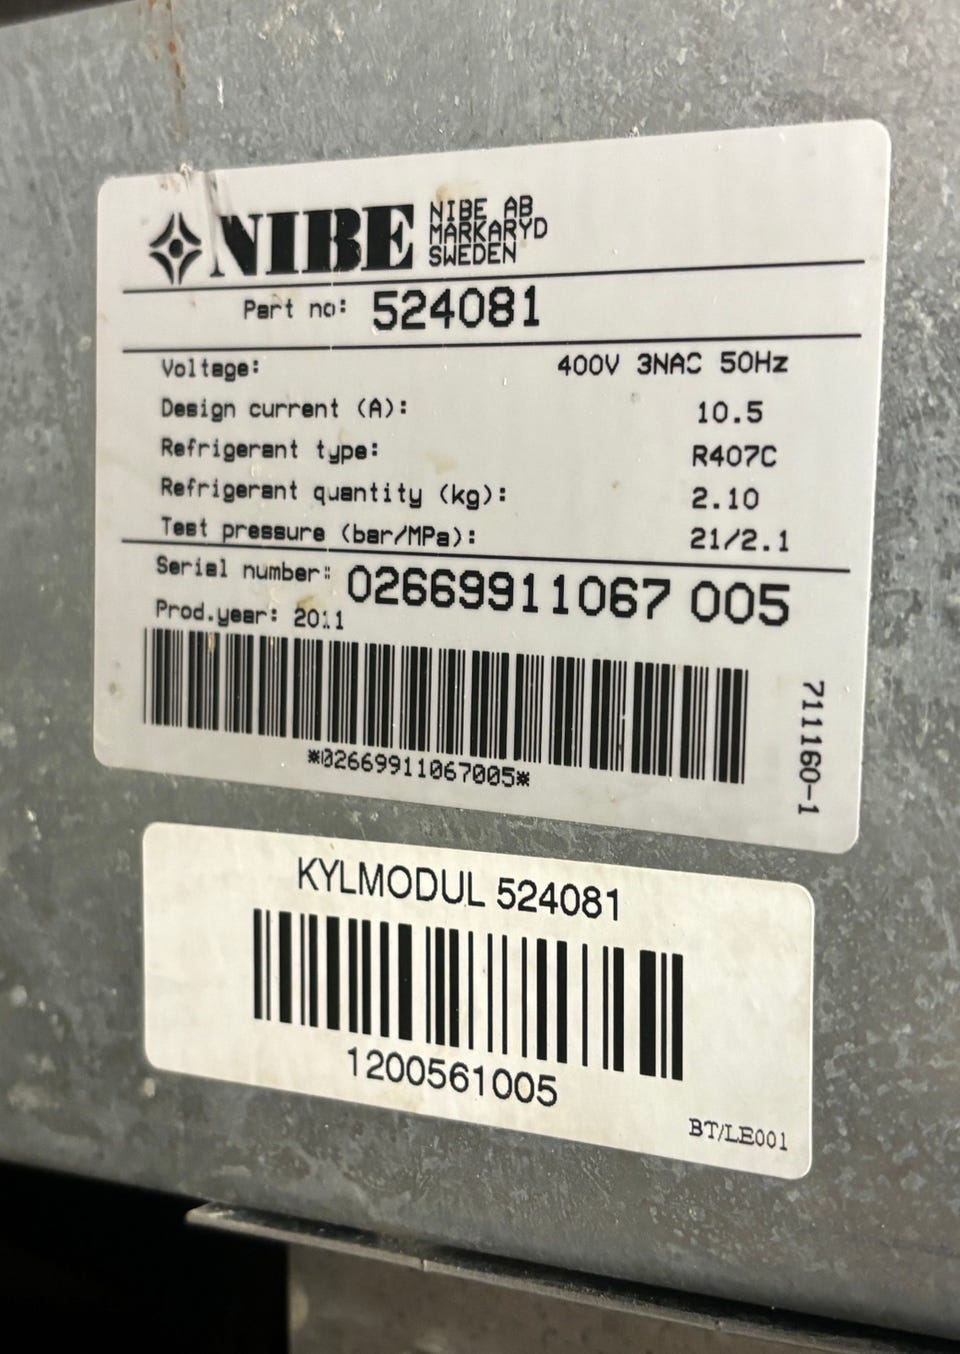 NIBE
NIBE AB
MARKARYD
SWEDEN
Part no: 524081
Voltage: 400V 3NAC 50Hz
Design current (A): 10.5
Refrigerant type: R407C
Refrigerant quantity (kg): 2.10
Test pressure (bar/MPa): 21/2.1
Serial number: 02669911067 005
Prod.year: 2011
*02669911067005*
711160-1
KYLMODUL 524081
1200561005
BT/LE001